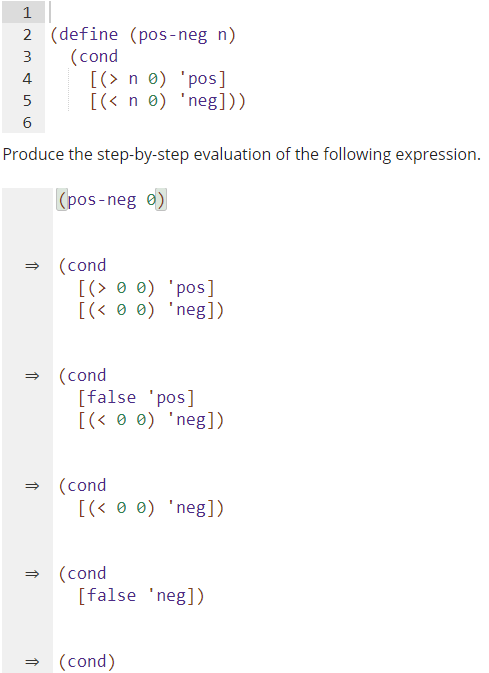 1
2 (define (pos-neg n)
3 (cond
4 [(> n 0) 'pos]
5 [(< n 0) 'neg]))
6
Produce the step-by-step evaluation of the following expression.
(pos-neg 0)
⇒ (cond
[(> 0 0) 'pos]
[(< 0 0) 'neg])
⇒ (cond
[false 'pos]
[(< 0 0) 'neg])
⇒ (cond
[(< 0 0) 'neg])
⇒ (cond
[false 'neg])
⇒ (cond)